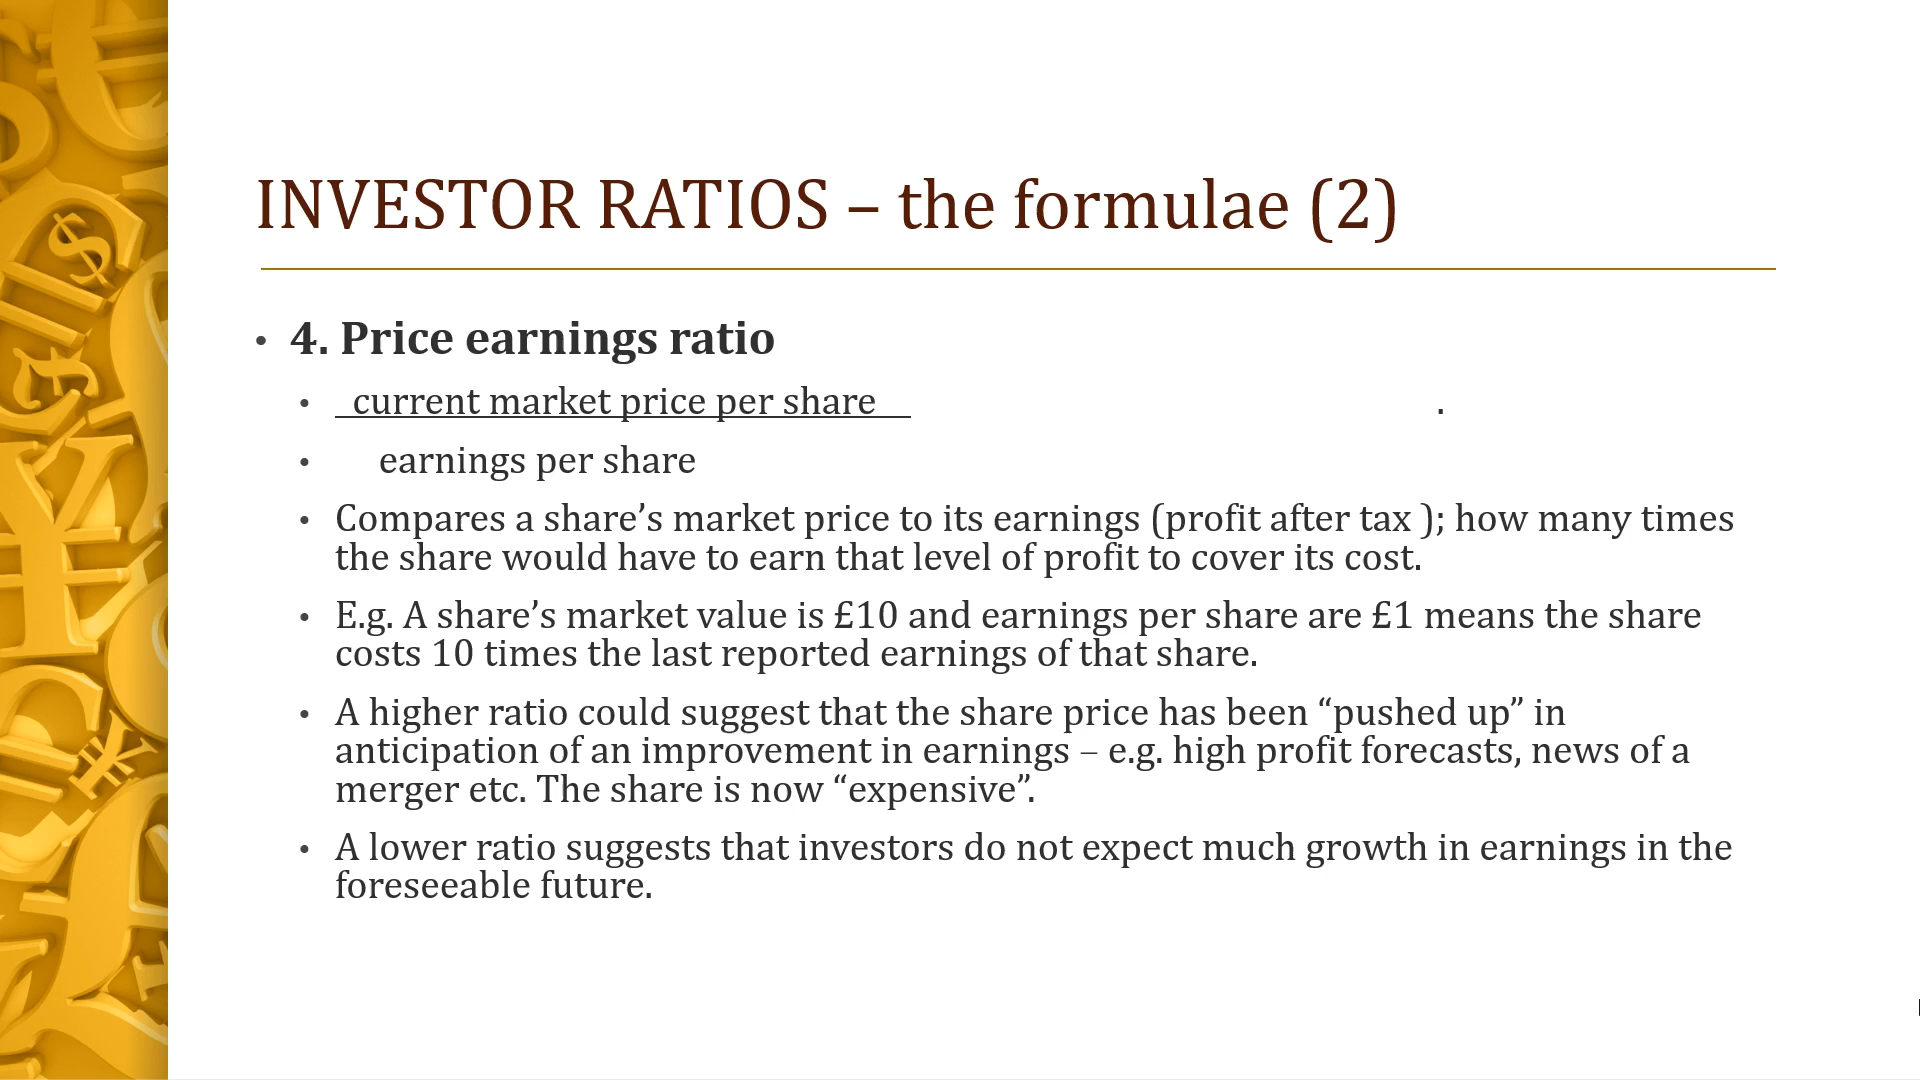 INVESTOR RATIOS – the formulae (2)
• 4. Price earnings ratio
• current market price per share .
• earnings per share
• Compares a share’s market price to its earnings (profit after tax ); how many times
the share would have to earn that level of profit to cover its cost.
• E.g. A share’s market value is £10 and earnings per share are £1 means the share
costs 10 times the last reported earnings of that share.
• A higher ratio could suggest that the share price has been “pushed up” in
anticipation of an improvement in earnings – e.g. high profit forecasts, news of a
merger etc. The share is now “expensive”.
• A lower ratio suggests that investors do not expect much growth in earnings in the
foreseeable future.